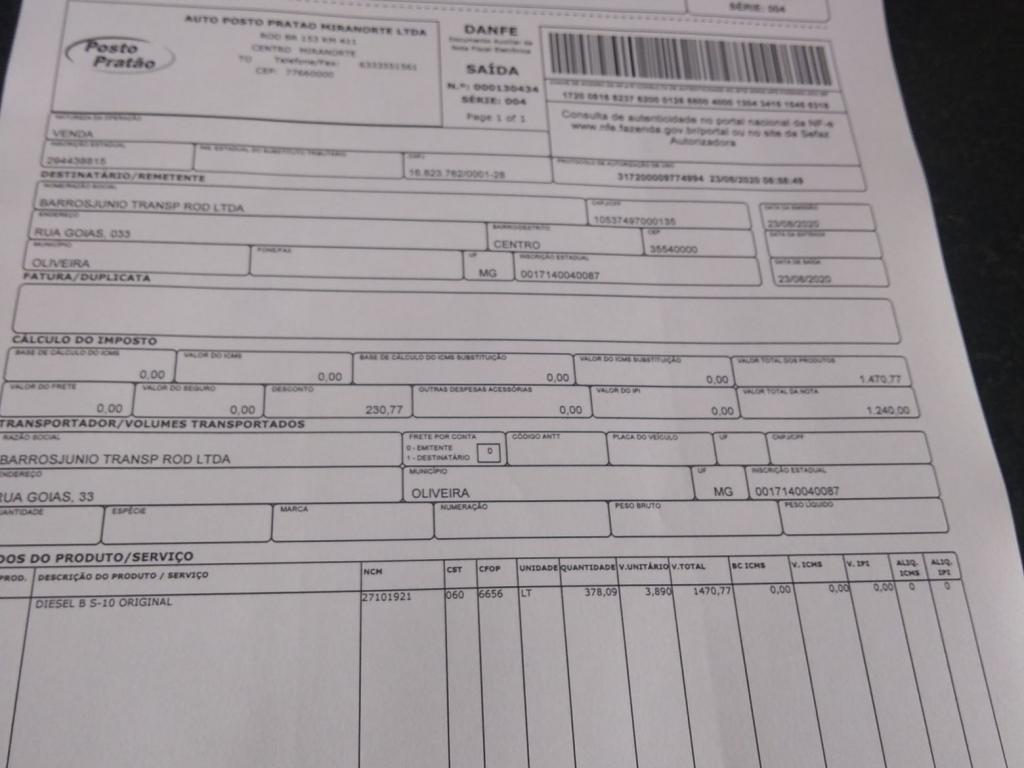 SÉRIE: 004
Posto
Pratão
AUTO POSTO PRATAO MIRANORTE LTDA
ROD BR 153 KM 411
CENTRO MIRANORTE
TO Telefone/Fax: 6333551561
CEP: 77660000
DANFE
Documento Auxiliar da
Nota Fiscal Eletrônica
SAÍDA
N.º: 000130434
SÉRIE: 004
Page 1 of 1
Consulta de autenticidade no portal nacional da NF-e
www.nfe.fazenda.gov.br/portal ou no site da Sefaz
Autorizadora
NATUREZA DA OPERAÇÃO
VENDA
INSCRIÇÃO ESTADUAL
294438815
INS. ESTADUAL DO SUBSTITUTO TRIBUTÁRIO
CNPJ
16.823.762/0001-28
PROTOCOLO DE AUTORIZAÇÃO DE USO
317200009774994 23/08/2020 08:58:49
DESTINATÁRIO/REMETENTE
NOME/RAZÃO SOCIAL
BARROSJUNIO TRANSP ROD LTDA
CNPJ/CPF
10537497000135
DATA DA EMISSÃO
23/08/2020
ENDEREÇO
RUA GOIAS, 033
BAIRRO/DISTRITO
CENTRO
CEP
35540000
DATA DA ENTRADA
MUNICÍPIO
OLIVEIRA
FONE/FAX
UF
MG
INSCRIÇÃO ESTADUAL
0017140040087
DATA DE SAÍDA
23/08/2020
FATURA/DUPLICATA
CÁLCULO DO IMPOSTO
BASE DE CÁLCULO DO ICMS
0,00
VALOR DO ICMS
0,00
BASE DE CÁLCULO DO ICMS SUBSTITUIÇÃO
0,00
VALOR DO ICMS SUBSTITUIÇÃO
0,00
VALOR TOTAL DOS PRODUTOS
1.470,77
VALOR DO FRETE
0,00
VALOR DO SEGURO
0,00
DESCONTO
230,77
OUTRAS DESPESAS ACESSÓRIAS
0,00
VALOR DO IPI
0,00
VALOR TOTAL DA NOTA
1.240,00
TRANSPORTADOR/VOLUMES TRANSPORTADOS
RAZÃO SOCIAL
BARROSJUNIO TRANSP ROD LTDA
FRETE POR CONTA
0 - EMITENTE
1 - DESTINATÁRIO
0
CÓDIGO ANTT
PLACA DO VEÍCULO
UF
CNPJ/CPF
ENDEREÇO
RUA GOIAS, 33
MUNICÍPIO
OLIVEIRA
UF
MG
INSCRIÇÃO ESTADUAL
0017140040087
UANTIDADE
ESPÉCIE
MARCA
NUMERAÇÃO
PESO BRUTO
PESO LÍQUIDO
DOS DO PRODUTO/SERVIÇO
PROD. DESCRIÇÃO DO PRODUTO / SERVIÇO NCM CST CFOP UNIDADE QUANTIDADE V.UNITÁRIO V.TOTAL BC ICMS V. ICMS V. IPI ALIQ. ICMS ALIQ. IPI
DIESEL B S-10 ORIGINAL 27101921 060 6656 LT 378,09 3,890 1470,77 0,00 0,00 0,00 0 0